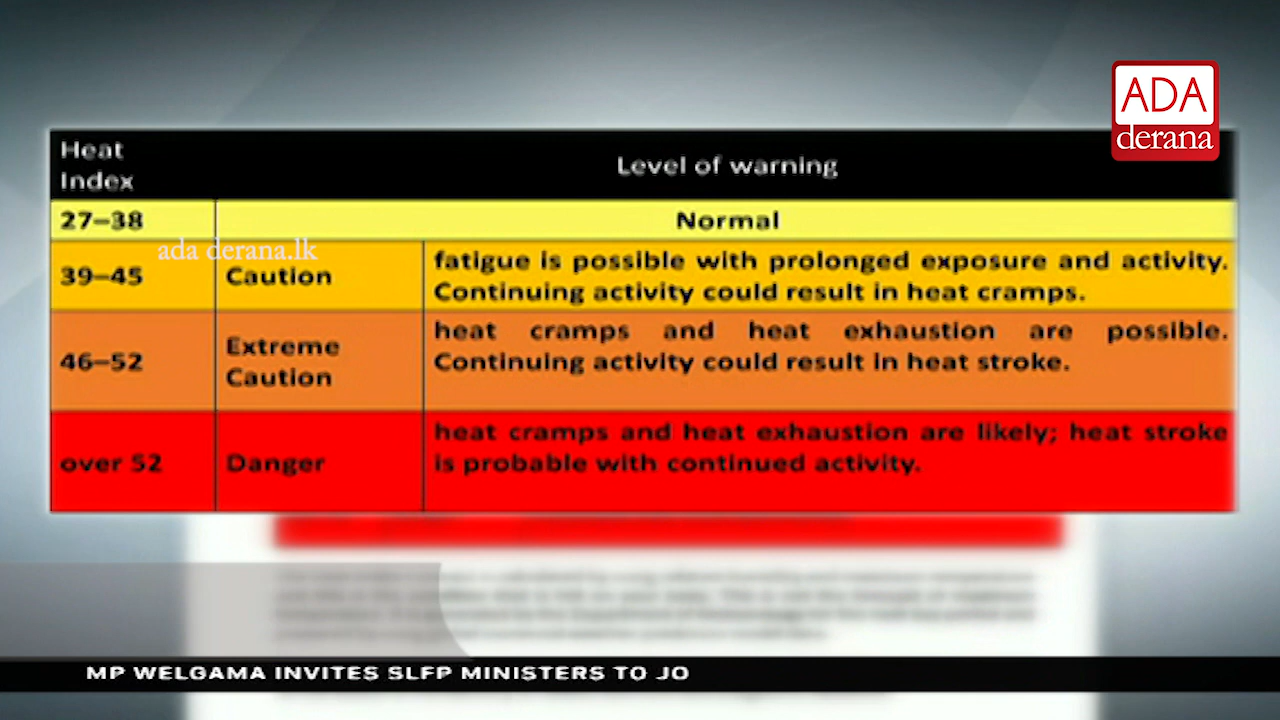 ADA
derana
Heat
Index
Level of warning
27–38
Normal
ada derana.lk
39–45
Caution
fatigue is possible with prolonged exposure and activity.
Continuing activity could result in heat cramps.
46–52
Extreme
Caution
heat cramps and heat exhaustion are possible.
Continuing activity could result in heat stroke.
over 52
Danger
heat cramps and heat exhaustion are likely; heat stroke
is probable with continued activity.
MP WELGAMA INVITES SLFP MINISTERS TO JO